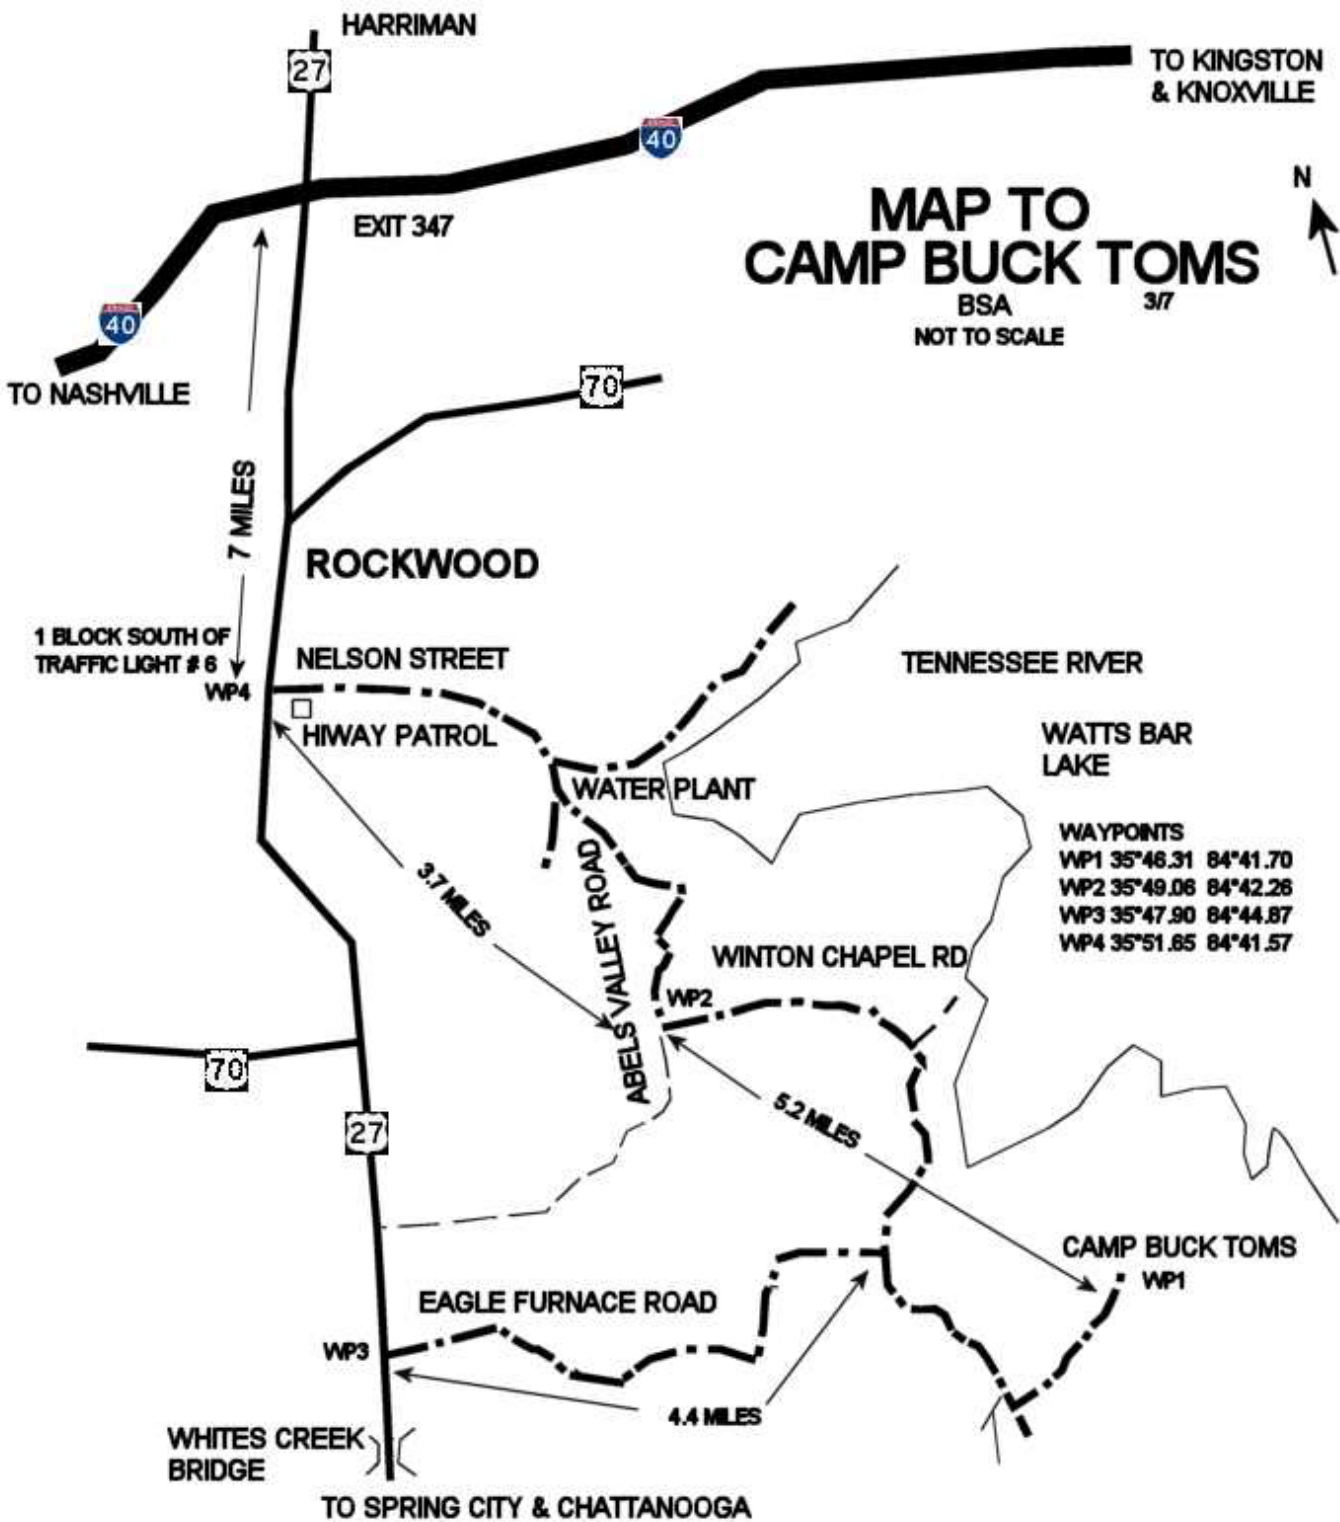 HARRIMAN
27
TO KINGSTON
& KNOXVILLE
40
N
MAP TO
CAMP BUCK TOMS
BSA
3/7
NOT TO SCALE
EXIT 347
40
TO NASHVILLE
70
7 MILES
ROCKWOOD
1 BLOCK SOUTH OF
TRAFFIC LIGHT # 6
WP4
NELSON STREET
HIWAY PATROL
TENNESSEE RIVER
WATTS BAR
LAKE
WATER PLANT
WAYPOINTS
WP1 35°46.31 84°41.70
WP2 35°49.06 84°42.26
WP3 35°47.90 84°44.87
WP4 35°51.65 84°41.57
3.7 MILES
ABELS VALLEY ROAD
WINTON CHAPEL RD
WP2
70
27
5.2 MILES
CAMP BUCK TOMS
WP1
EAGLE FURNACE ROAD
WP3
4.4 MILES
WHITES CREEK
BRIDGE
TO SPRING CITY & CHATTANOOGA